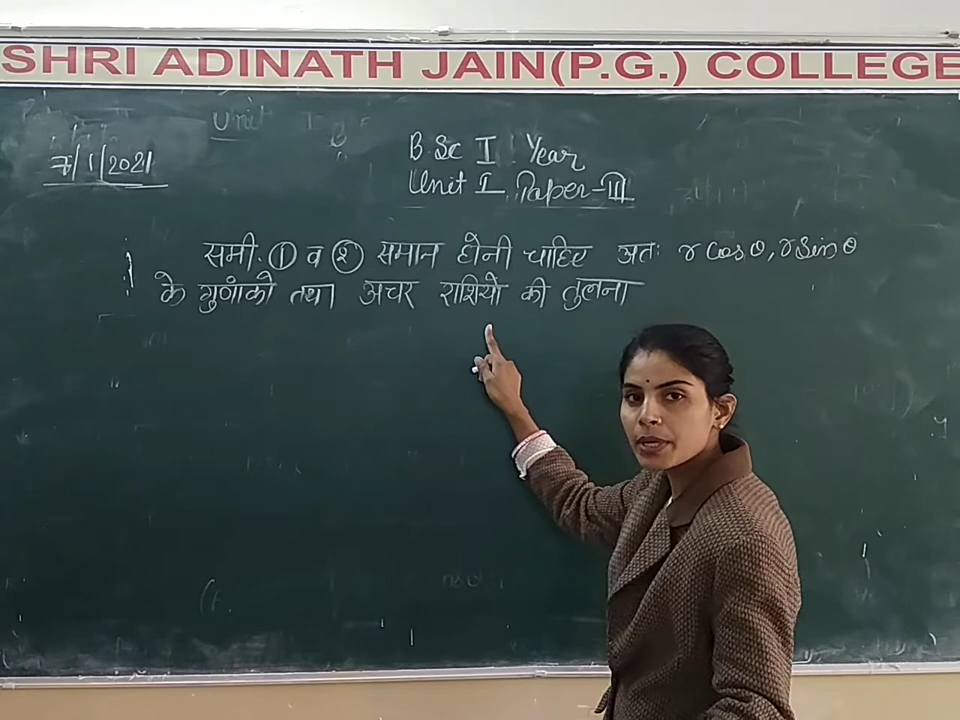 SHRI ADINATH JAIN(P.G.) COLLEGE
7/1/2021
B.Sc I Year
Unit I, Paper-III
समी. ① व ② समान होनी चाहिए अतः r Cos θ, r Sin θ
के गुणांको तथा अचर राशियो की तुलना